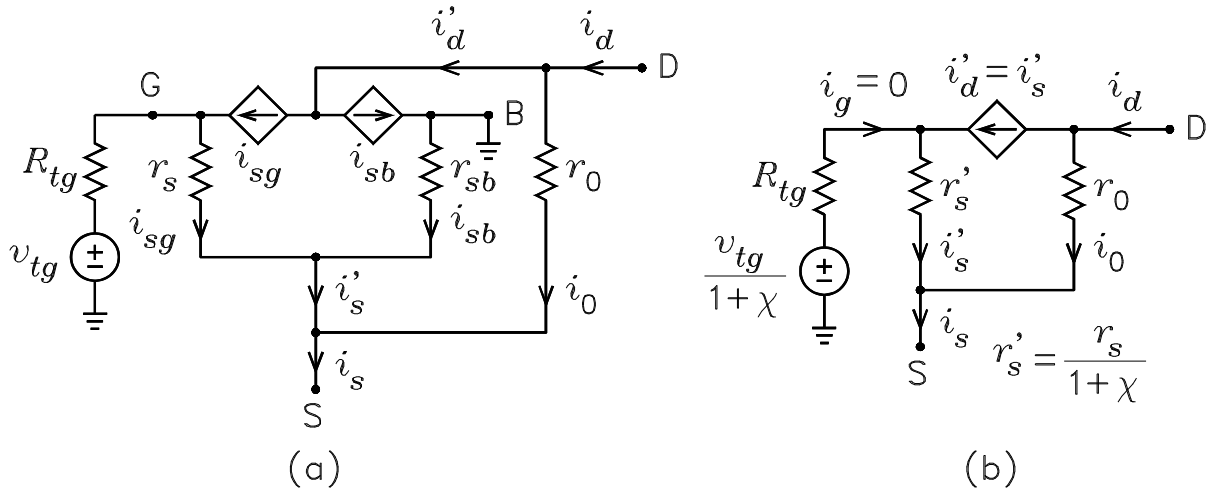 i'd
id
D
G
B
Rtg
rs
isg
isb
rsb
r0
isg
isb
vtg
i's
i0
is
S
(a)
ig = 0
i'd = i's
id
D
Rtg
r's
r0
vtg
1 + χ
i's
i0
is
S
r's = rs
1 + χ
(b)